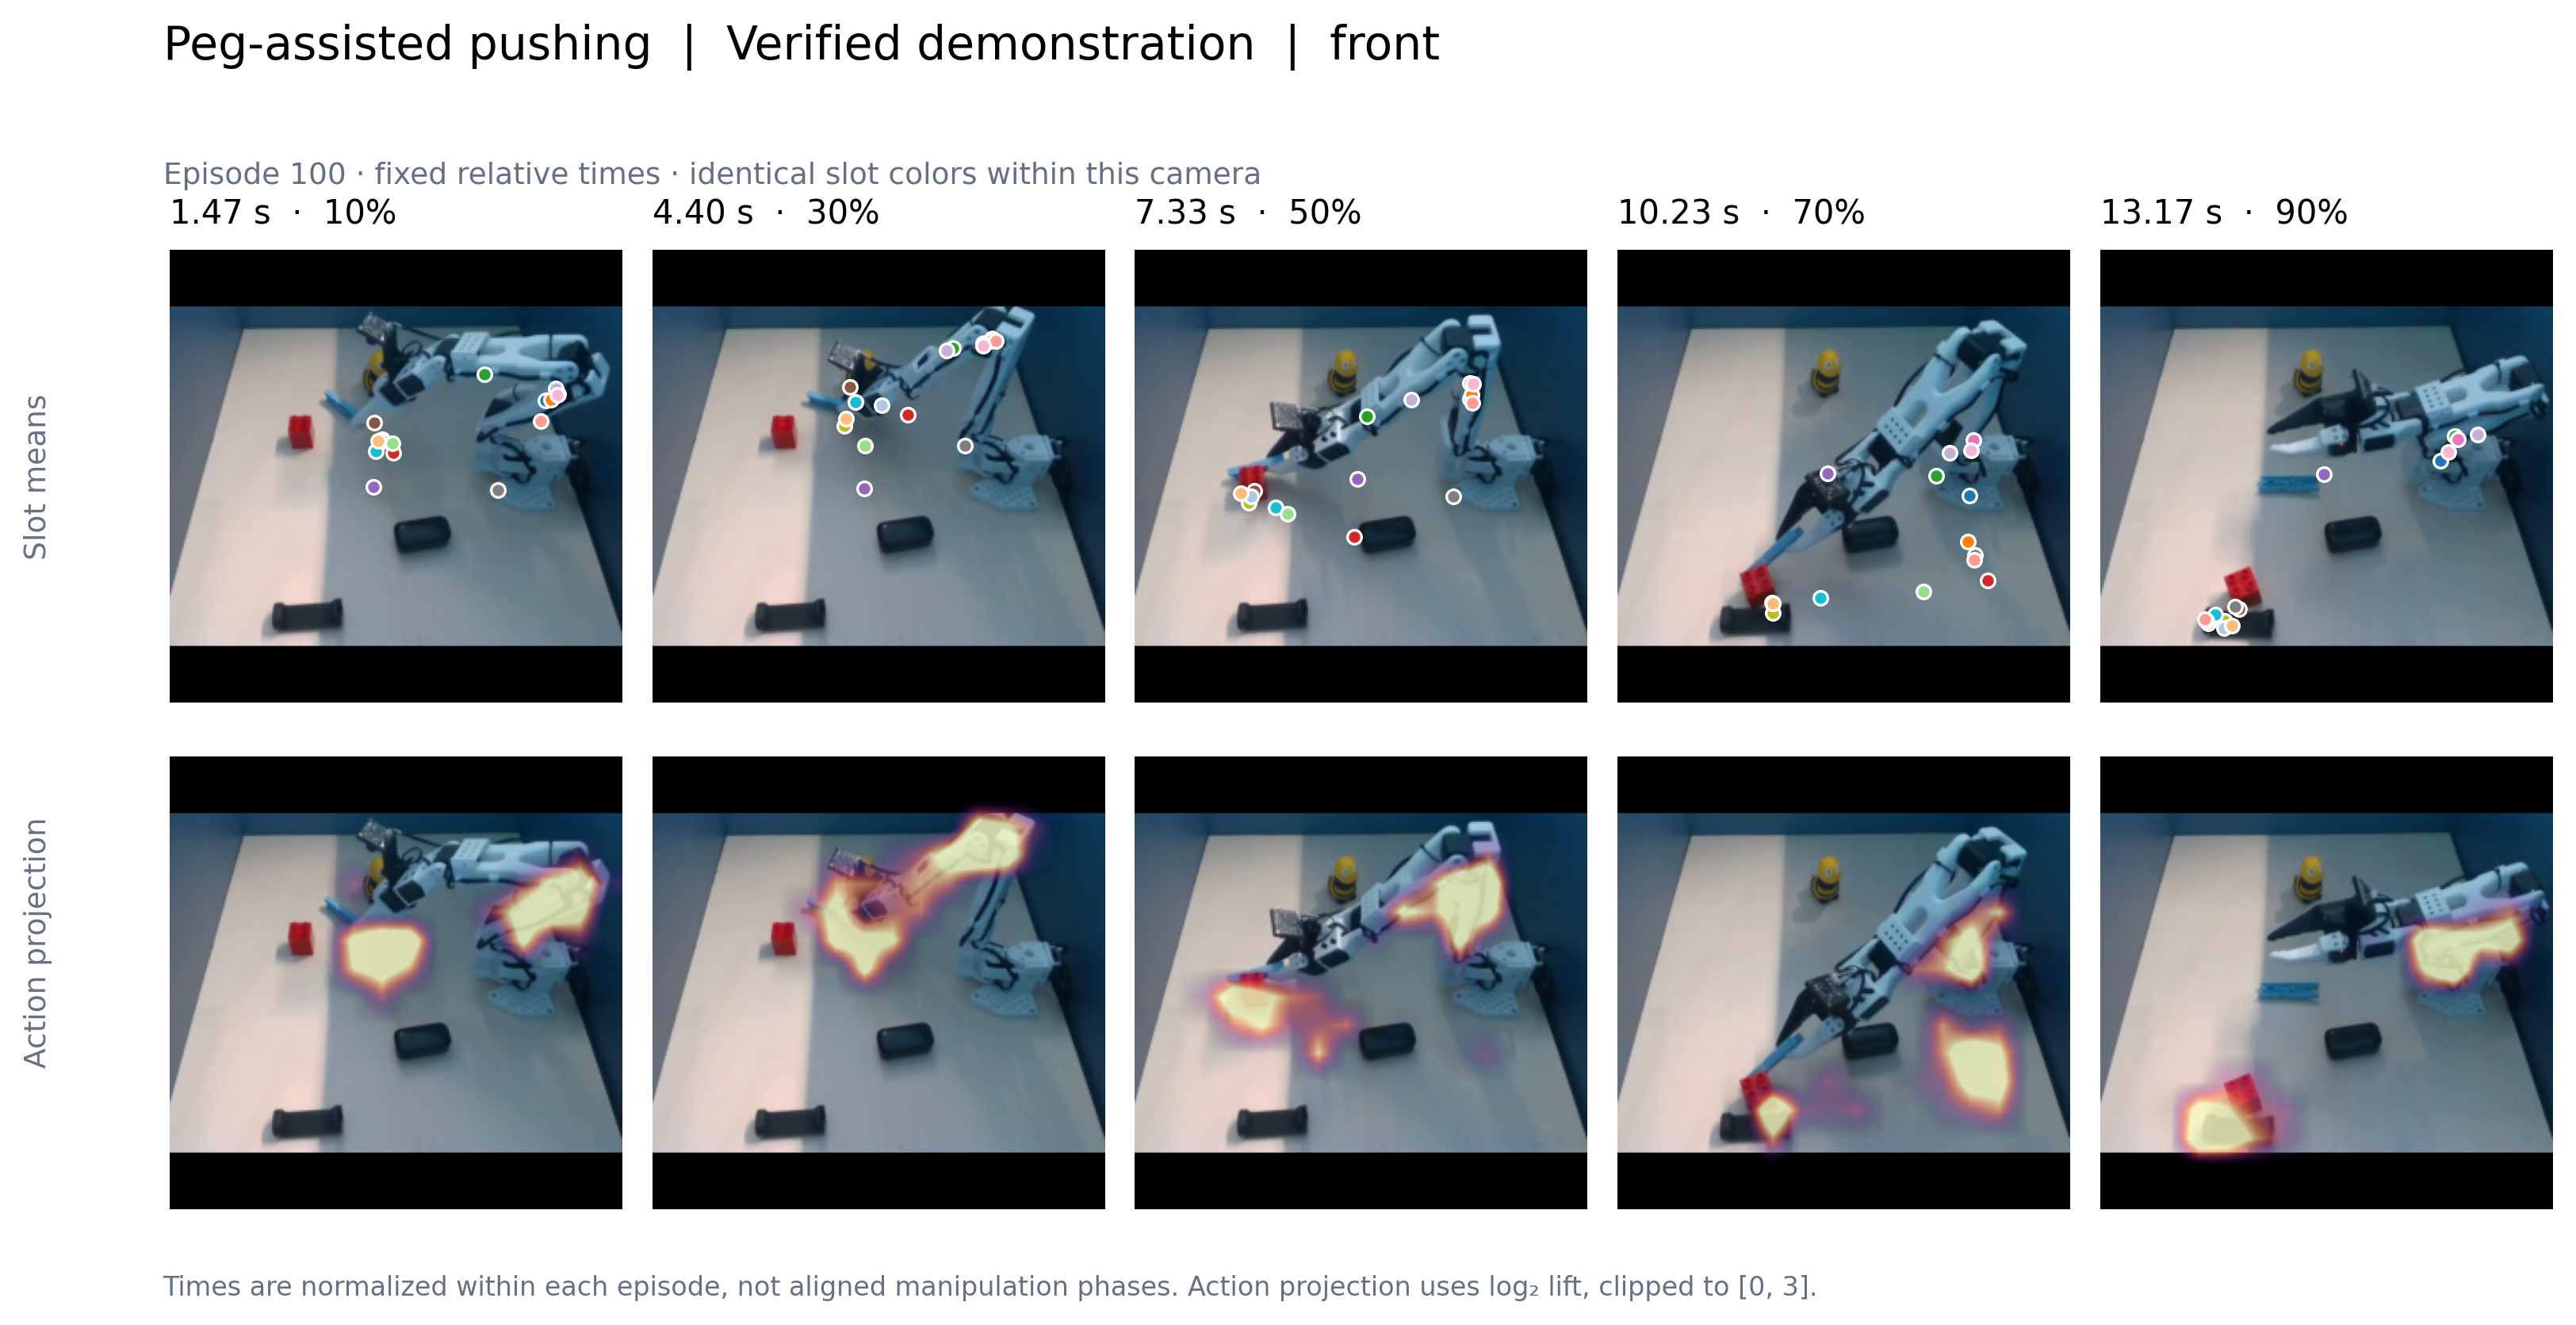 Peg-assisted pushing | Verified demonstration | front
Episode 100 · fixed relative times · identical slot colors within this camera
1.47 s · 10%
4.40 s · 30%
7.33 s · 50%
10.23 s · 70%
13.17 s · 90%
Slot means
Action projection
Times are normalized within each episode, not aligned manipulation phases. Action projection uses log₂ lift, clipped to [0, 3].